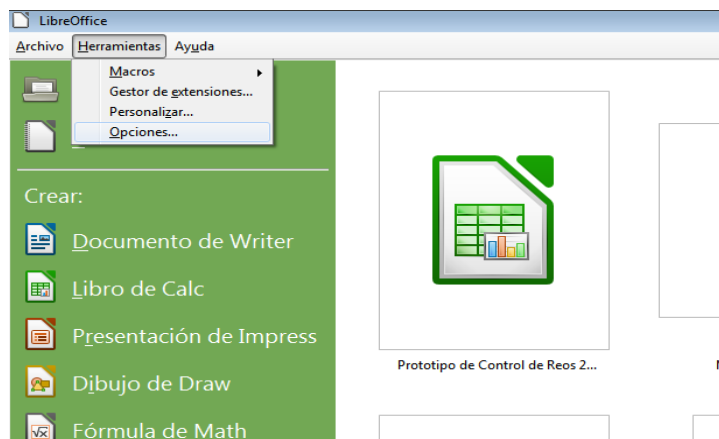 LibreOffice
Archivo Herramientas Ayuda
Macros
Gestor de extensiones...
Personalizar...
Opciones...
Crear:
Documento de Writer
Libro de Calc
Presentación de Impress
Dibujo de Draw
Fórmula de Math
Prototipo de Control de Reos 2...